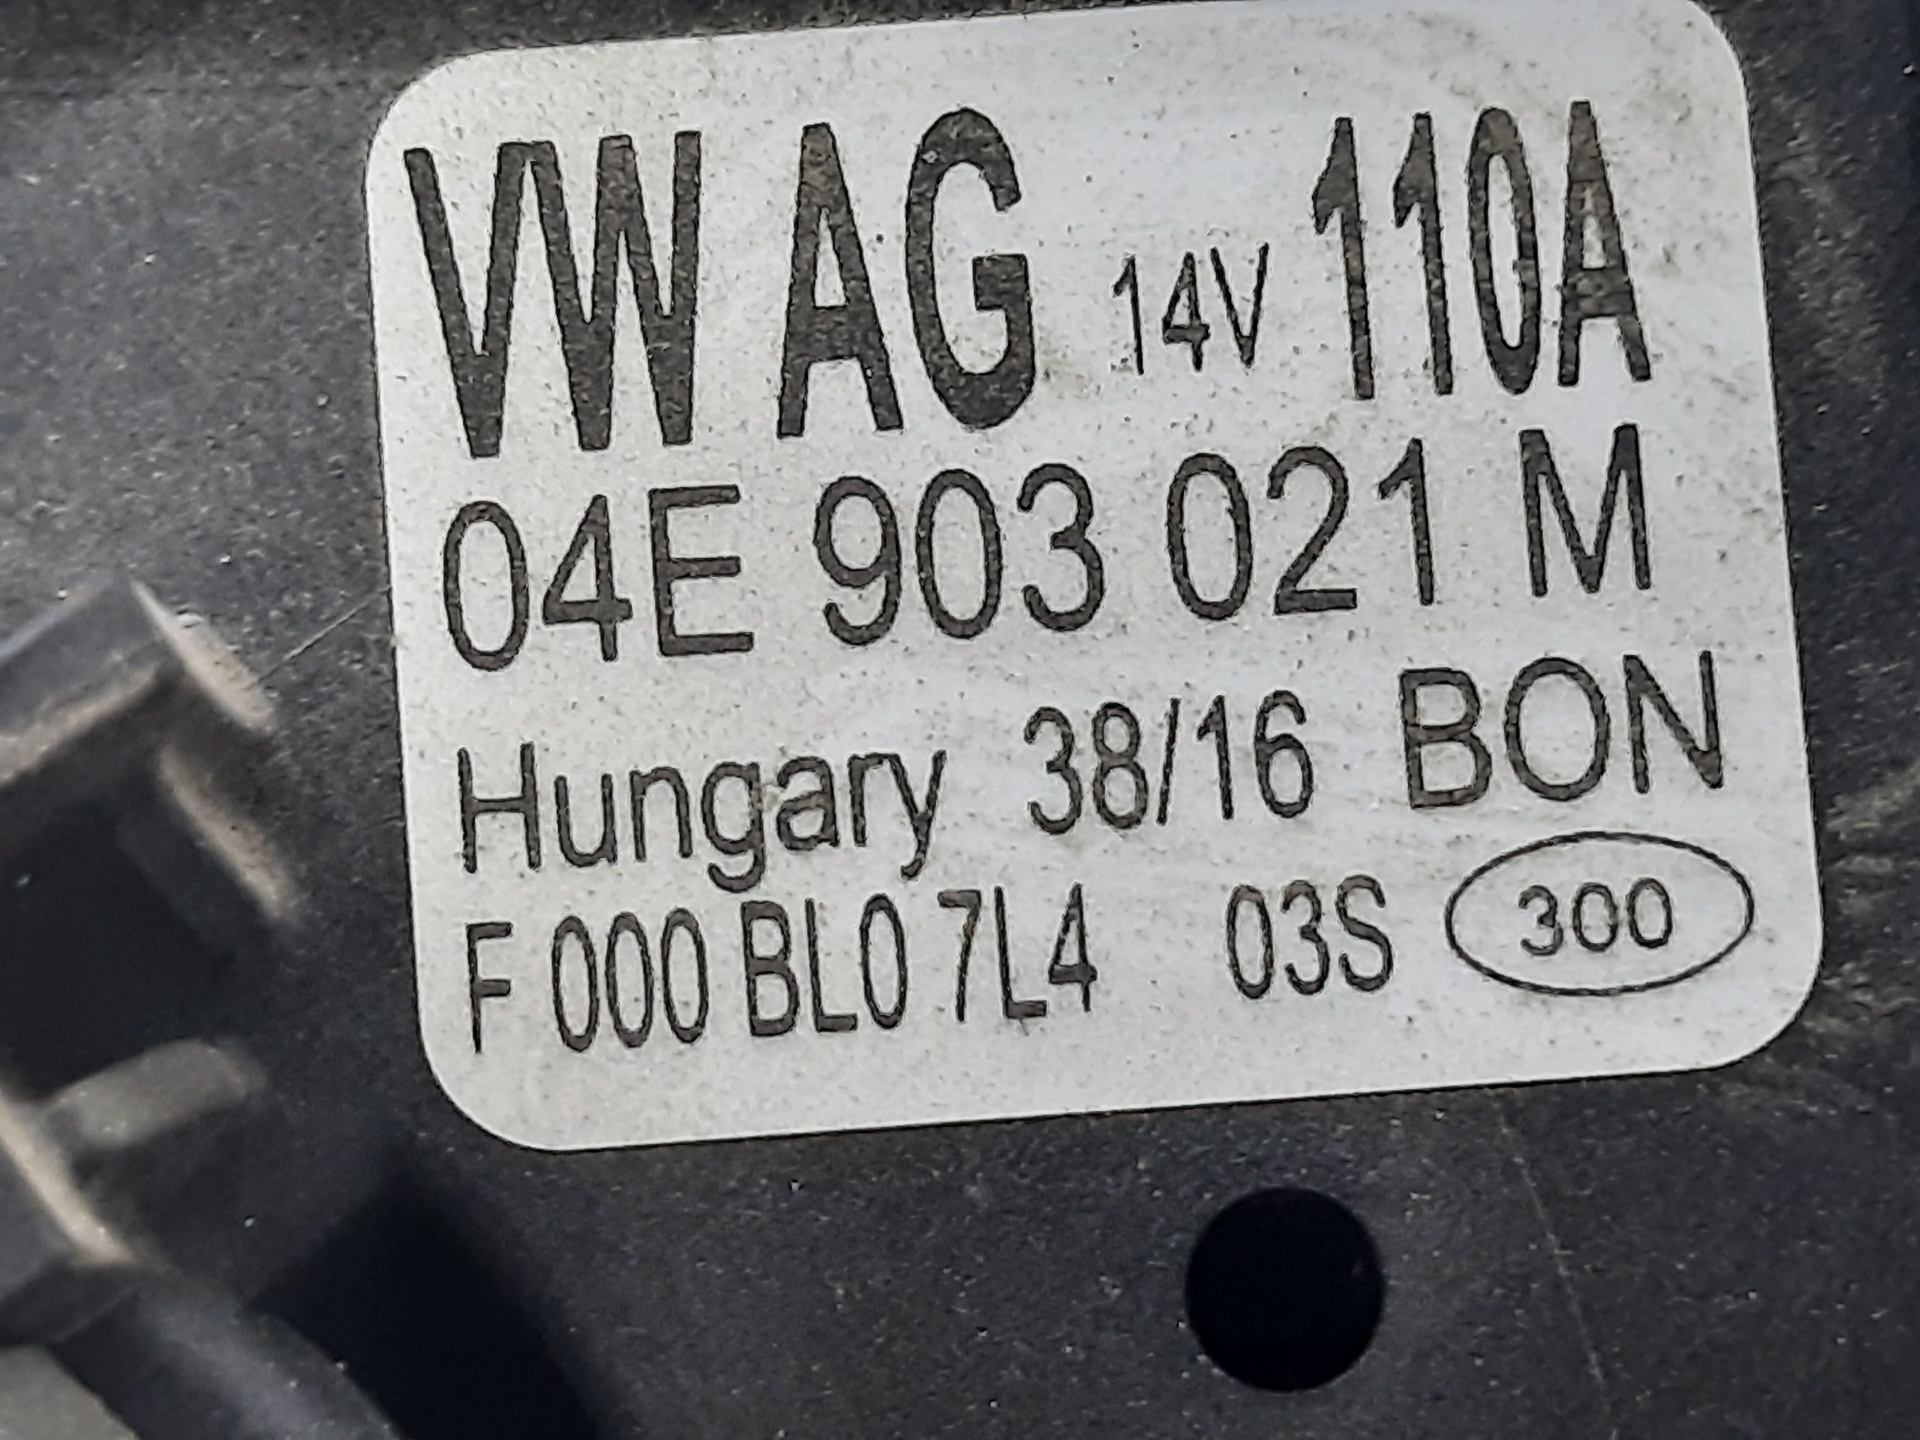 VW AG 14V 110A
04E 903 021 M
Hungary 38/16 BON
F 000 BL0 7L4 03S 300